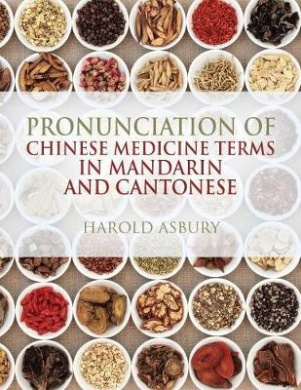 PRONUNCIATION OF
CHINESE MEDICINE TERMS
IN MANDARIN
AND CANTONESE
HAROLD ASBURY